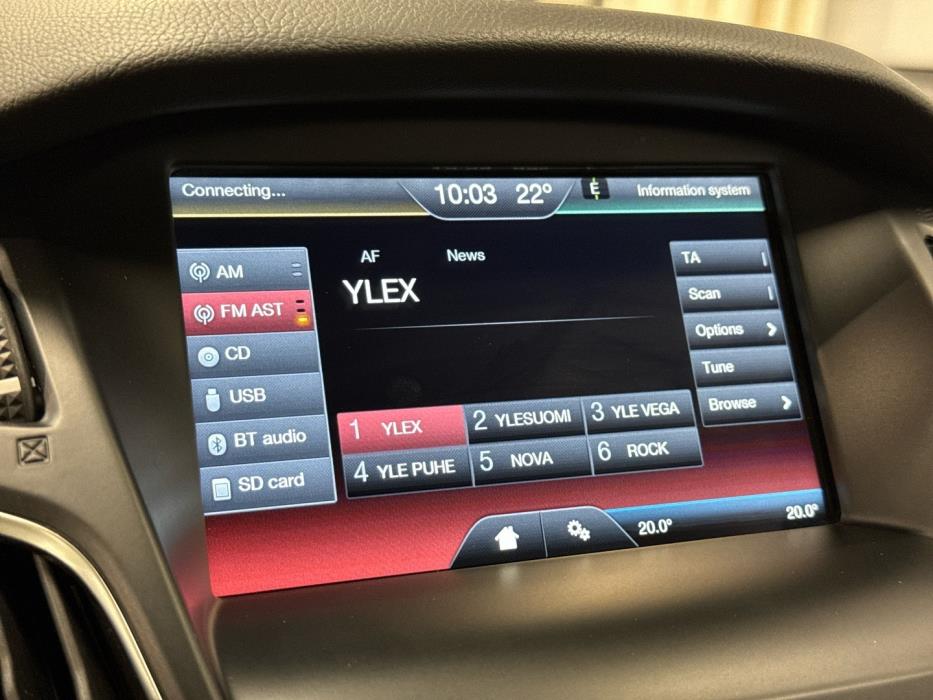 Connecting... 10:03 22° E Information system
AF News
YLEX
AM
FM AST
CD
USB
BT audio
SD card
TA
Scan
Options
Tune
Browse
1 YLEX 2 YLESUOMI 3 YLE VEGA
4 YLE PUHE 5 NOVA 6 ROCK
20.0° 20.0°